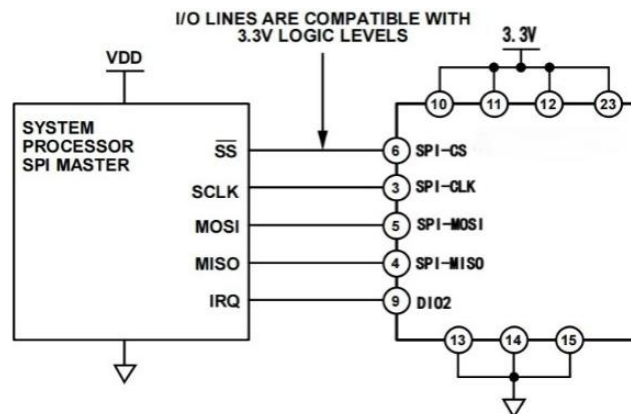 I/O LINES ARE COMPATIBLE WITH
3.3V LOGIC LEVELS
3.3V
VDD
10 11 12 23
SYSTEM
PROCESSOR
SPI MASTER
SS 6 SPI-CS
SCLK 3 SPI-CLK
MOSI 5 SPI-MOSI
MISO 4 SPI-MISO
IRQ 9 DIO2
13 14 15